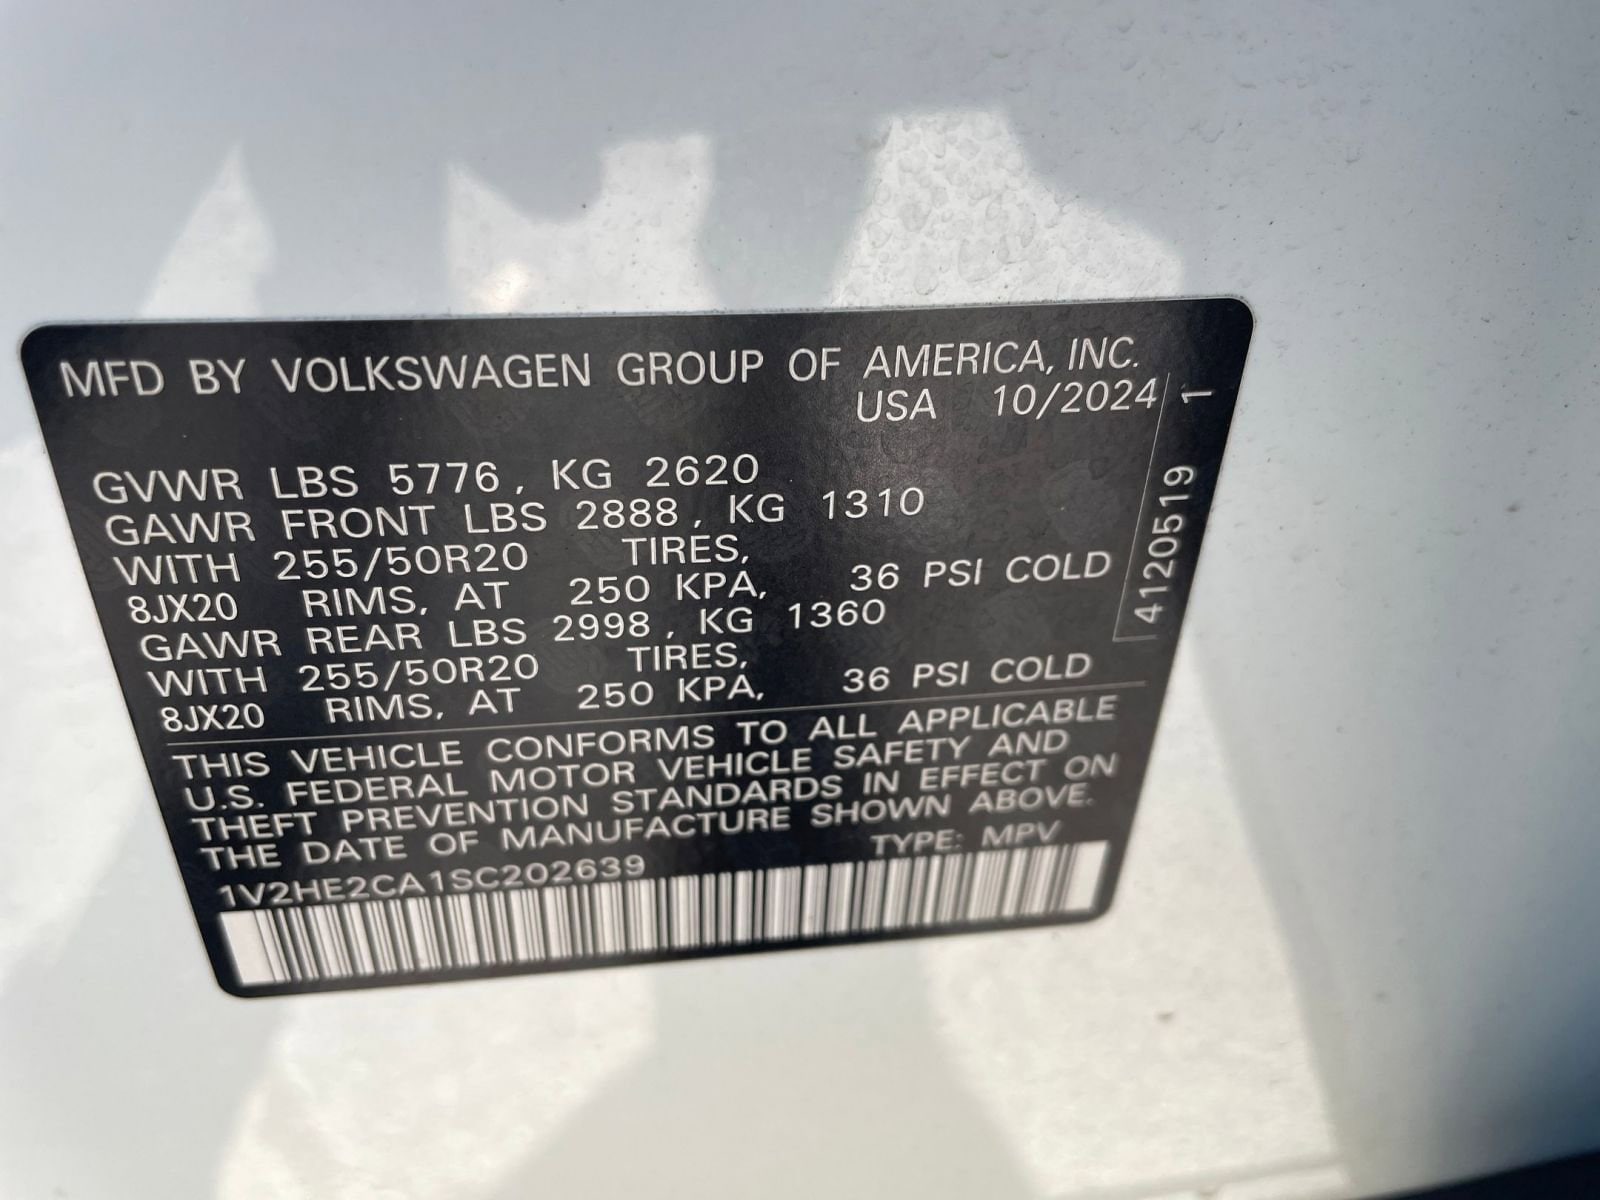 MFD BY VOLKSWAGEN GROUP OF AMERICA, INC.
USA 10/2024
GVWR LBS 5776, KG 2620
GAWR FRONT LBS 2888, KG 1310
WITH 255/50R20 TIRES,
8JX20 RIMS, AT 250 KPA, 36 PSI COLD
GAWR REAR LBS 2998, KG 1360
WITH 255/50R20 TIRES,
8JX20 RIMS, AT 250 KPA, 36 PSI COLD
THIS VEHICLE CONFORMS TO ALL APPLICABLE
U.S. FEDERAL MOTOR VEHICLE SAFETY AND
THEFT PREVENTION STANDARDS IN EFFECT ON
THE DATE OF MANUFACTURE SHOWN ABOVE.
1V2HE2CA1SC202639 TYPE: MPV
4120519 1